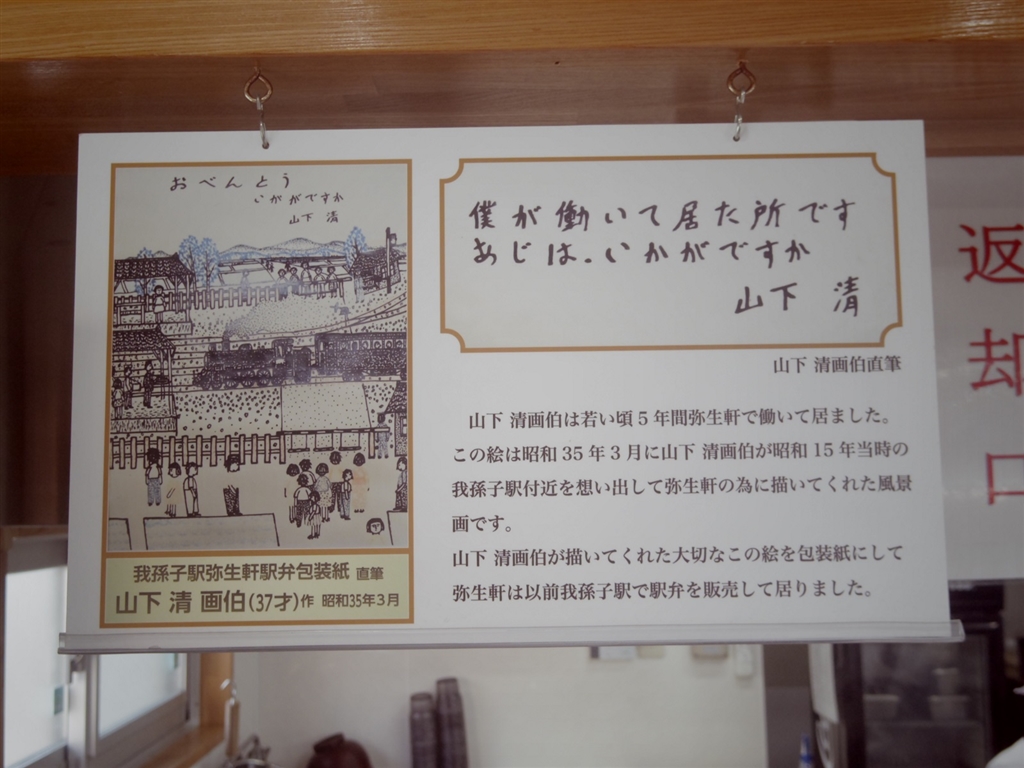 おべんとう
いかがですか
山下 清
我孫子駅弥生軒駅弁包装紙 直筆
山下 清 画伯(37才)作 昭和35年3月
僕が働いて居た所です
あじは.いかがですか
山下 清
山下 清画伯直筆
山下 清画伯は若い頃5年間弥生軒で働いて居ました。
この絵は昭和35年3月に山下 清画伯が昭和15年当時の
我孫子駅付近を想い出して弥生軒の為に描いてくれた風景
画です。
山下 清画伯が描いてくれた大切なこの絵を包装紙にして
弥生軒は以前我孫子駅で駅弁を販売して居りました。
返却口